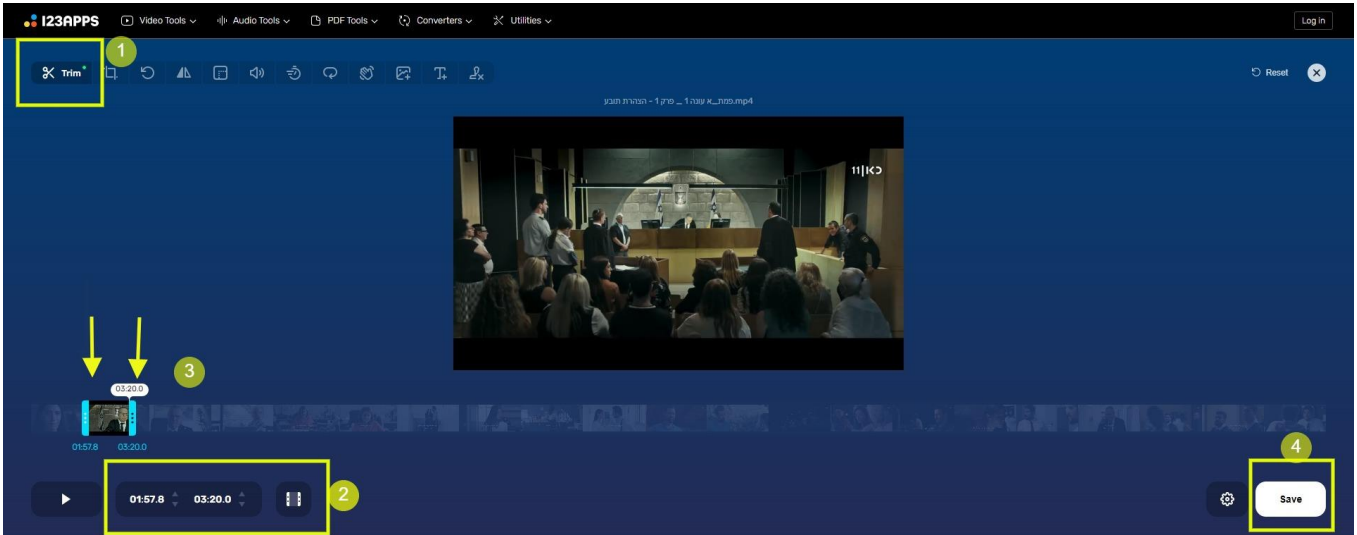 123APPS Video Tools Audio Tools PDF Tools Converters Utilities Log in
1
Trim Reset
פמת_א עונה 1 _ פרק 1 - הצהרת תובע.mp4
כאן|11
3
03:20.0
01:57.8 03:20.0
4
01:57.8 03:20.0 2 Save